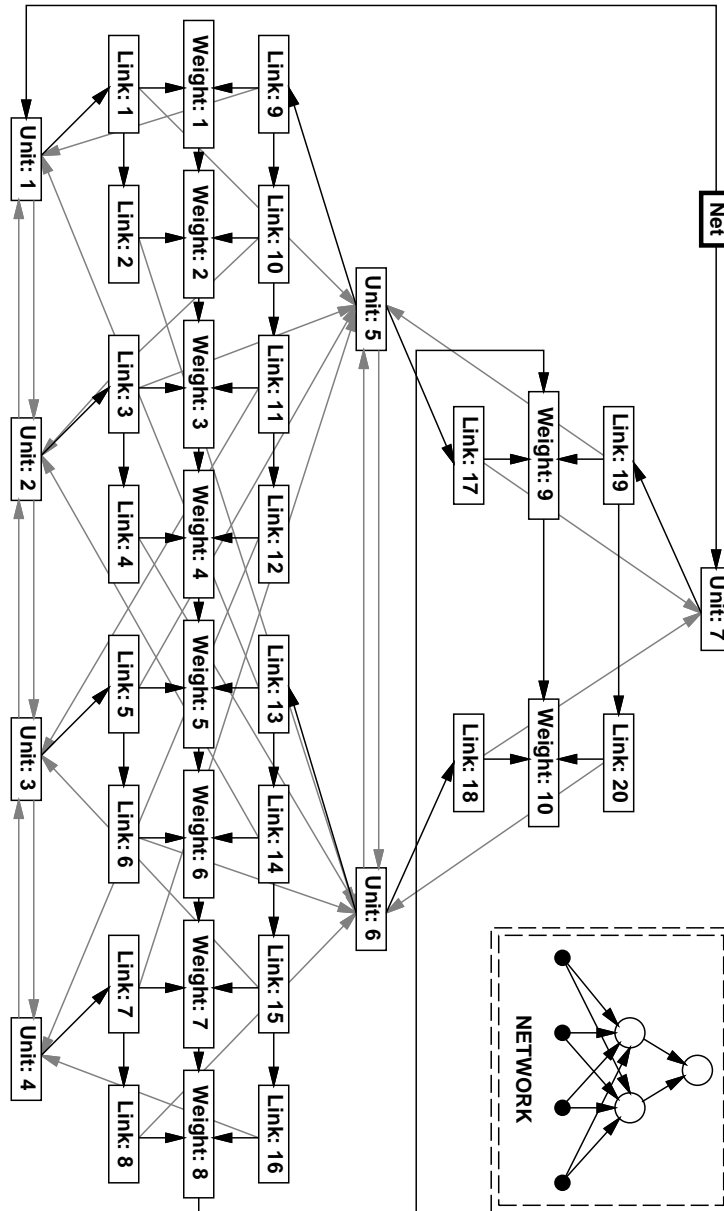 Net
Unit: 7
Link: 19
Link: 20
Weight: 9
Weight: 10
Link: 17
Link: 18
Unit: 5
Unit: 6
Link: 9
Link: 10
Link: 11
Link: 12
Link: 13
Link: 14
Link: 15
Link: 16
Weight: 1
Weight: 2
Weight: 3
Weight: 4
Weight: 5
Weight: 6
Weight: 7
Weight: 8
Link: 1
Link: 2
Link: 3
Link: 4
Link: 5
Link: 6
Link: 7
Link: 8
Unit: 1
Unit: 2
Unit: 3
Unit: 4
NETWORK